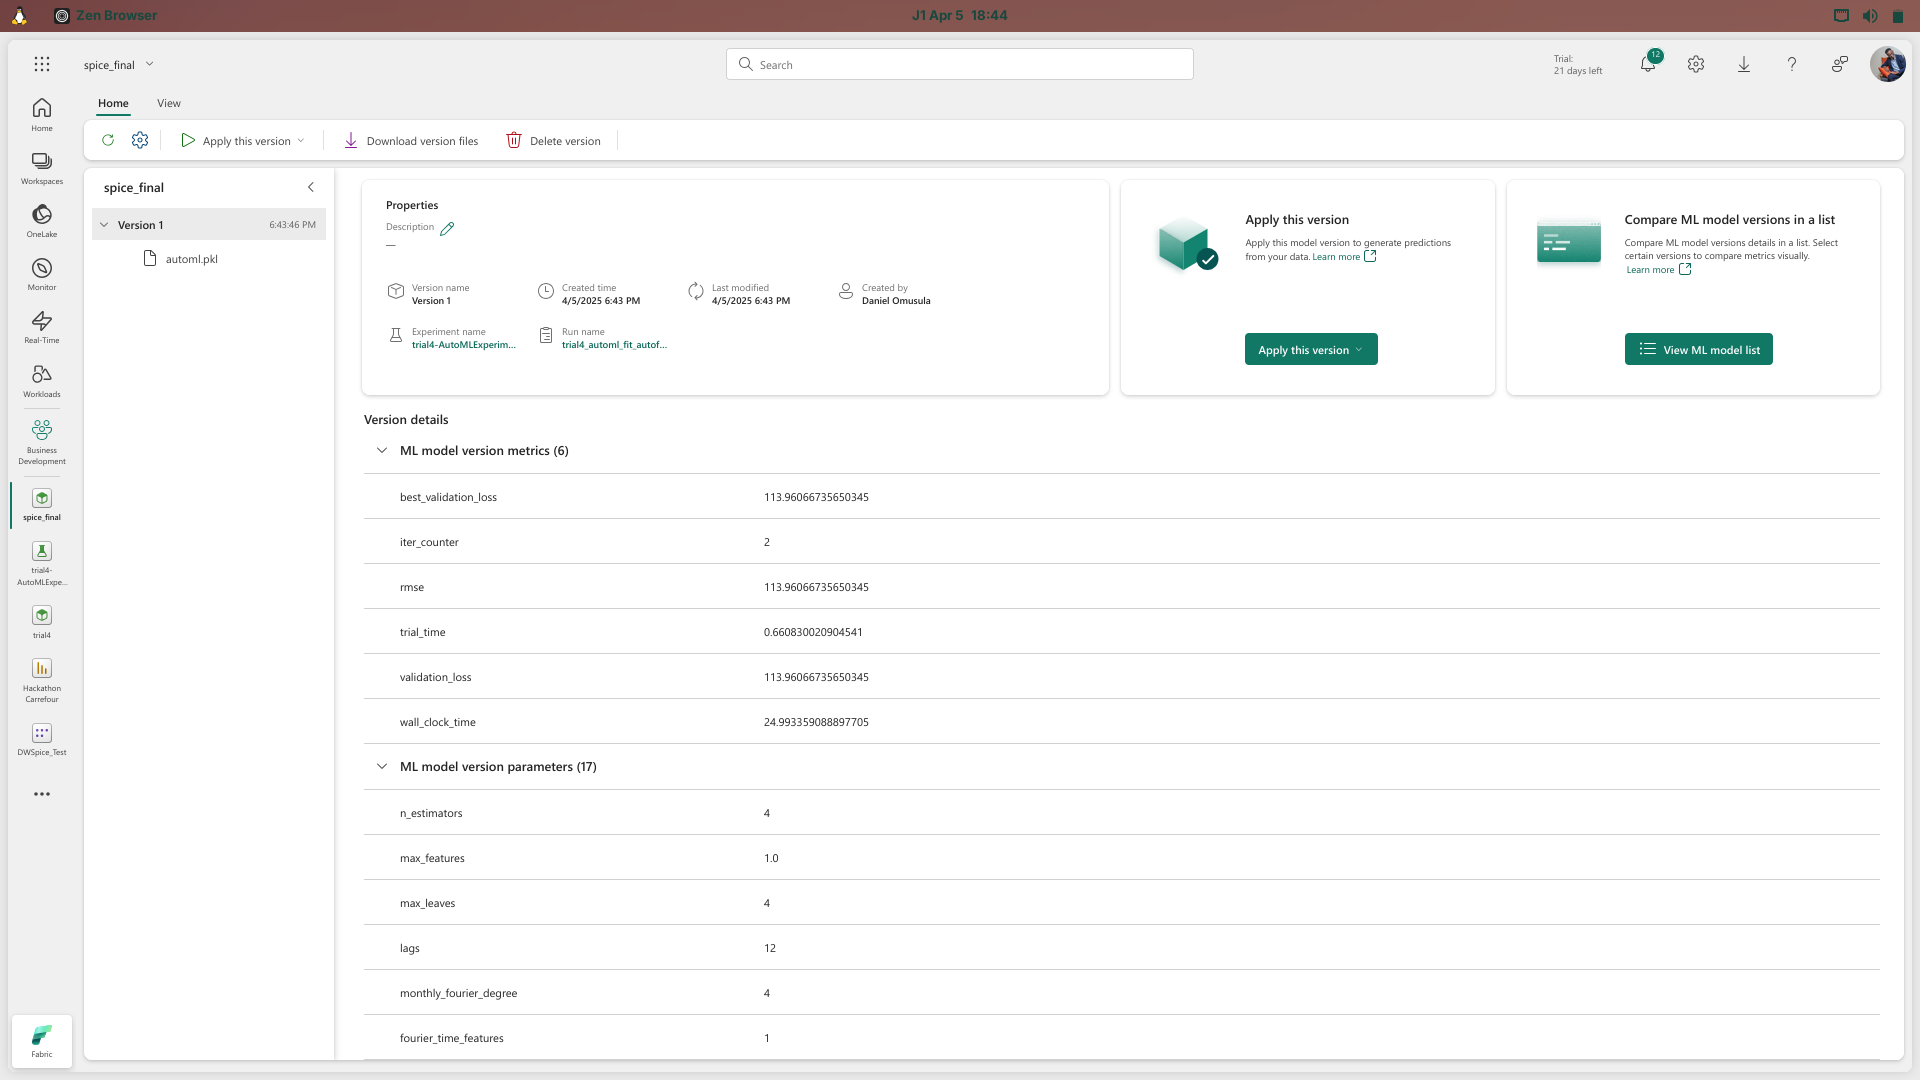 Zen Browser
J1 Apr 5 18:44
spice_final
Search
Trial:
21 days left
12
Home
View
Apply this version
Download version files
Delete version
Home
Workspaces
OneLake
Monitor
Real-Time
Workloads
Business
Development
spice_final
trial4-
AutoMLExpe...
trial4
Hackathon
Carrefour
DWSpice_Test
Fabric
spice_final
Version 1
6:43:46 PM
automl.pkl
Properties
Description
—
Version name
Version 1
Created time
4/5/2025 6:43 PM
Last modified
4/5/2025 6:43 PM
Created by
Daniel Omusula
Experiment name
trial4-AutoMLExperim...
Run name
trial4_automl_fit_autof...
Apply this version
Apply this model version to generate predictions
from your data. Learn more
Apply this version
Compare ML model versions in a list
Compare ML model versions details in a list. Select
certain versions to compare metrics visually.
Learn more
View ML model list
Version details
ML model version metrics (6)
best_validation_loss 113.96066735650345
iter_counter 2
rmse 113.96066735650345
trial_time 0.660830020904541
validation_loss 113.96066735650345
wall_clock_time 24.993359088897705
ML model version parameters (17)
n_estimators 4
max_features 1.0
max_leaves 4
lags 12
monthly_fourier_degree 4
fourier_time_features 1